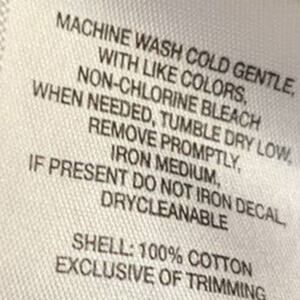 MACHINE WASH COLD GENTLE,
WITH LIKE COLORS,
NON-CHLORINE BLEACH
WHEN NEEDED, TUMBLE DRY LOW,
REMOVE PROMPTLY,
IRON MEDIUM,
IF PRESENT DO NOT IRON DECAL,
DRYCLEANABLE
SHELL: 100% COTTON
EXCLUSIVE OF TRIMMING